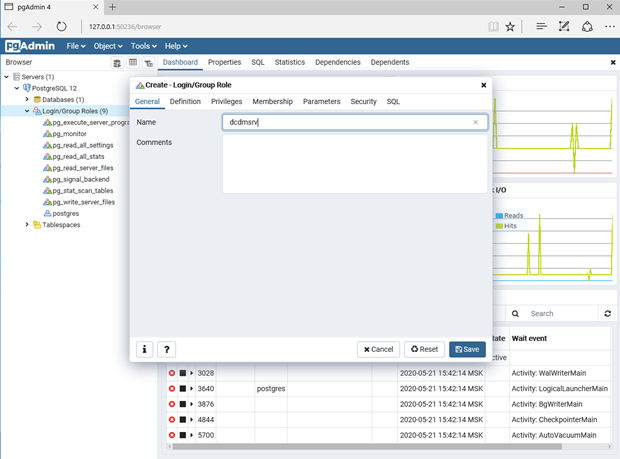 pgAdmin 4
127.0.0.1:50236/browser
pgAdmin File Object Tools Help
Browser
Dashboard Properties SQL Statistics Dependencies Dependents
Servers (1)
PostgreSQL 12
Databases (1)
Login/Group Roles (9)
pg_execute_server_progra
pg_monitor
pg_read_all_settings
pg_read_all_stats
pg_read_server_files
pg_signal_backend
pg_stat_scan_tables
pg_write_server_files
postgres
Tablespaces
Create - Login/Group Role
General Definition Privileges Membership Parameters Security SQL
Name dcdmsrv
Comments
i ? Cancel Reset Save
I/O
Reads
Hits
Search
tate Wait event
ctive
3028 2020-05-21 15:42:14 MSK Activity: WalWriterMain
3640 postgres 2020-05-21 15:42:14 MSK Activity: LogicalLauncherMain
3876 2020-05-21 15:42:14 MSK Activity: BgWriterMain
4844 2020-05-21 15:42:14 MSK Activity: CheckpointerMain
5700 2020-05-21 15:42:14 MSK Activity: AutoVacuumMain